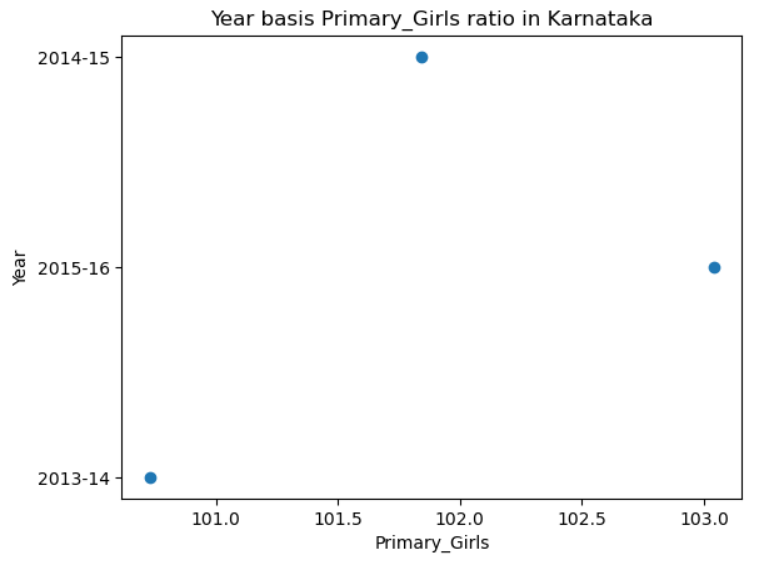 Year basis Primary_Girls ratio in Karnataka
2014-15
Year
2015-16
2013-14
101.0 101.5 102.0 102.5 103.0
Primary_Girls